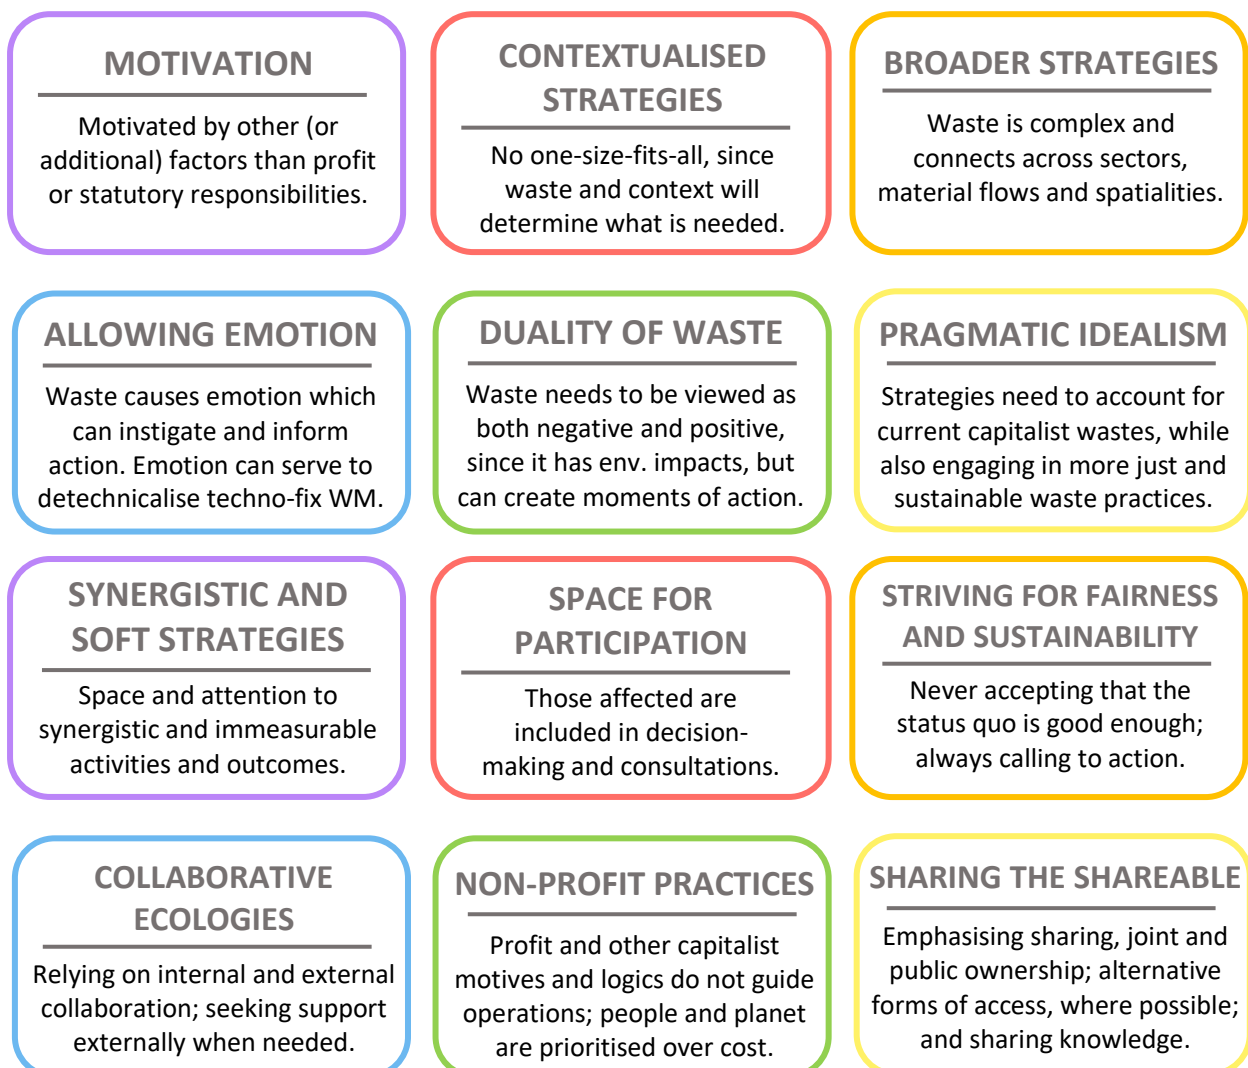 MOTIVATION
Motivated by other (or
additional) factors than profit
or statutory responsibilities.
CONTEXTUALISED
STRATEGIES
No one-size-fits-all, since
waste and context will
determine what is needed.
BROADER STRATEGIES
Waste is complex and
connects across sectors,
material flows and spatialities.
ALLOWING EMOTION
Waste causes emotion which
can instigate and inform
action. Emotion can serve to
detechnicalise techno-fix WM.
DUALITY OF WASTE
Waste needs to be viewed as
both negative and positive,
since it has env. impacts, but
can create moments of action.
PRAGMATIC IDEALISM
Strategies need to account for
current capitalist wastes, while
also engaging in more just and
sustainable waste practices.
SYNERGISTIC AND
SOFT STRATEGIES
Space and attention to
synergistic and immeasurable
activities and outcomes.
SPACE FOR
PARTICIPATION
Those affected are
included in decision-
making and consultations.
STRIVING FOR FAIRNESS
AND SUSTAINABILITY
Never accepting that the
status quo is good enough;
always calling to action.
COLLABORATIVE
ECOLOGIES
Relying on internal and external
collaboration; seeking support
externally when needed.
NON-PROFIT PRACTICES
Profit and other capitalist
motives and logics do not guide
operations; people and planet
are prioritised over cost.
SHARING THE SHAREABLE
Emphasising sharing, joint and
public ownership; alternative
forms of access, where possible;
and sharing knowledge.